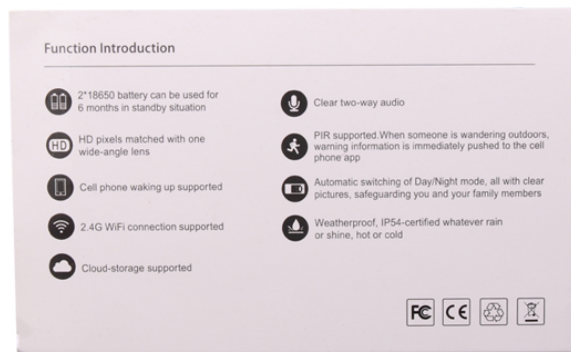 Function Introduction
2*18650 battery can be used for
6 months in standby situation
HD
HD pixels matched with one
wide-angle lens
Cell phone waking up supported
2.4G WiFi connection supported
Cloud-storage supported
Clear two-way audio
PIR supported.When someone is wandering outdoors,
warning information is immediately pushed to the cell
phone app
Automatic switching of Day/Night mode, all with clear
pictures, safeguarding you and your family members
Weatherproof, IP54-certified whatever rain
or shine, hot or cold
FC CE